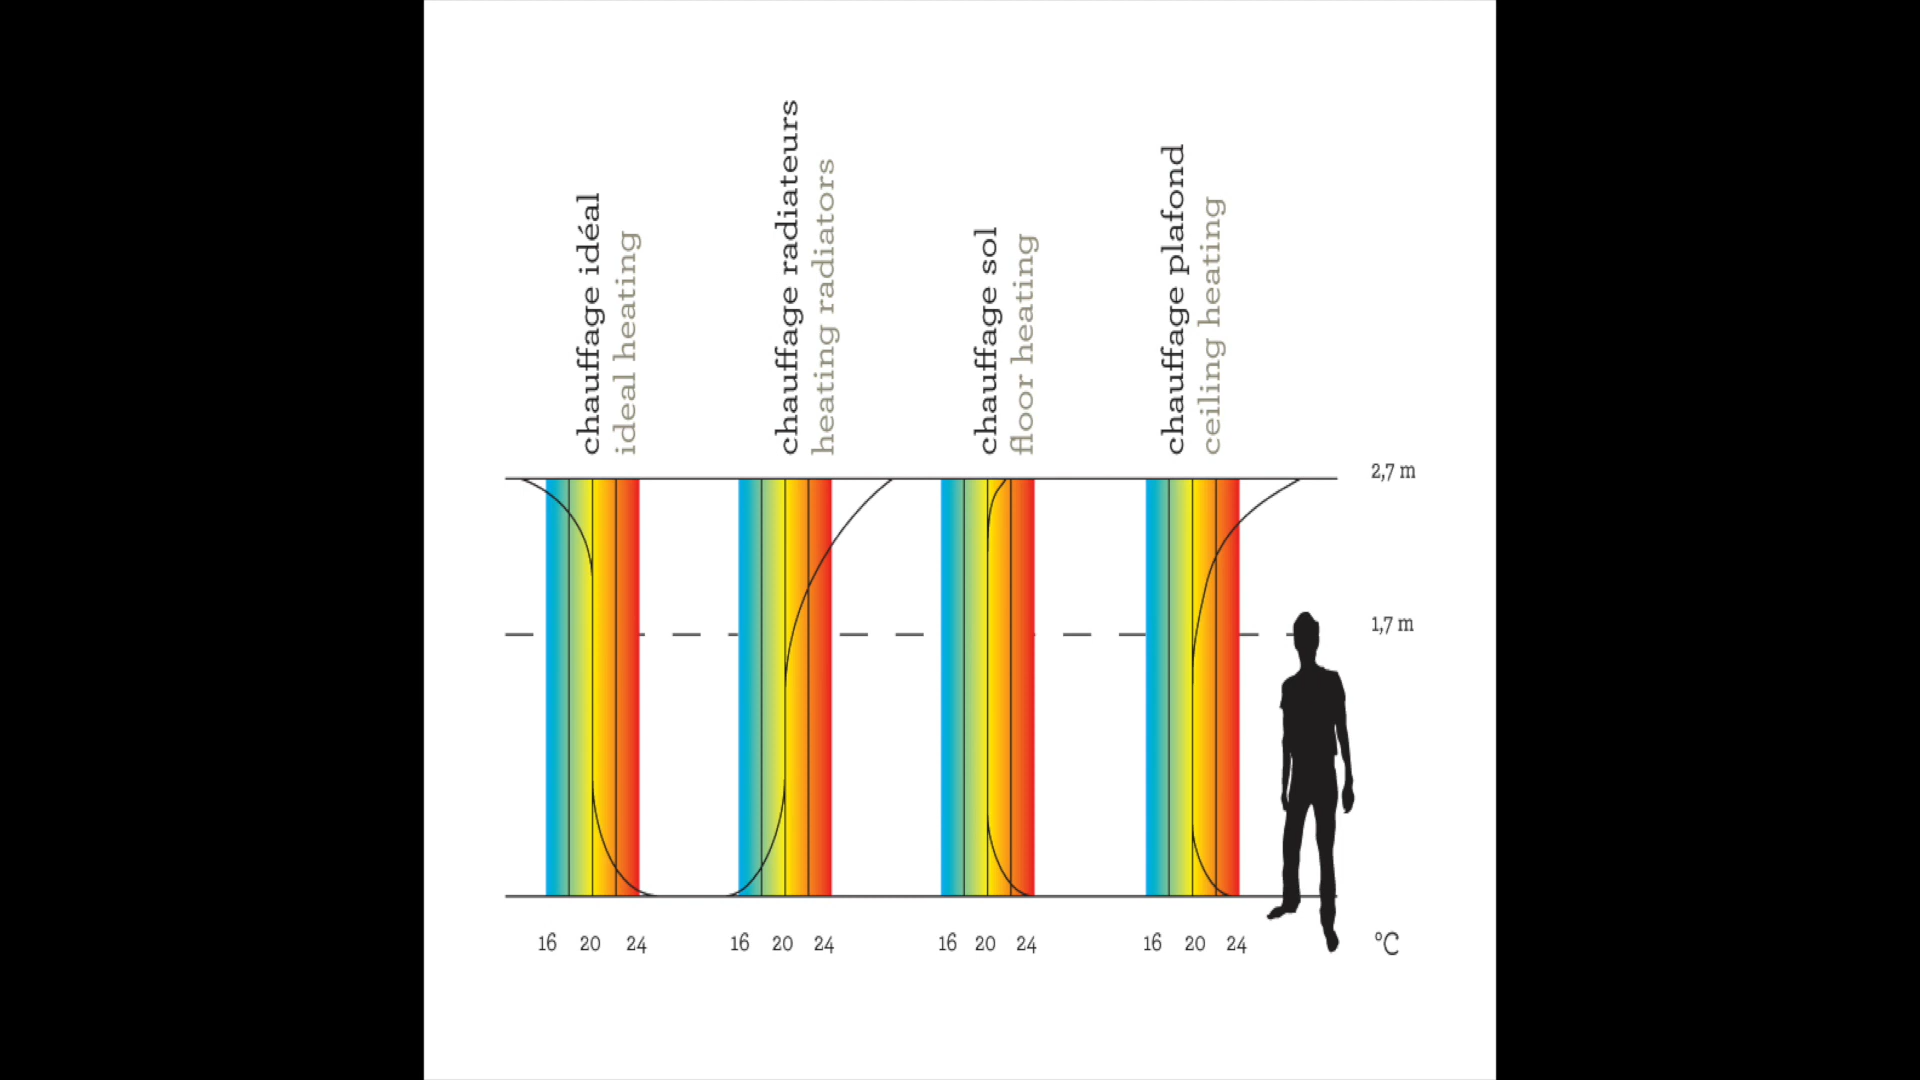 chauffage idéal
ideal heating
chauffage radiateurs
heating radiators
chauffage sol
floor heating
chauffage plafond
ceiling heating
2,7 m
1,7 m
16 20 24
16 20 24
16 20 24
16 20 24
°C